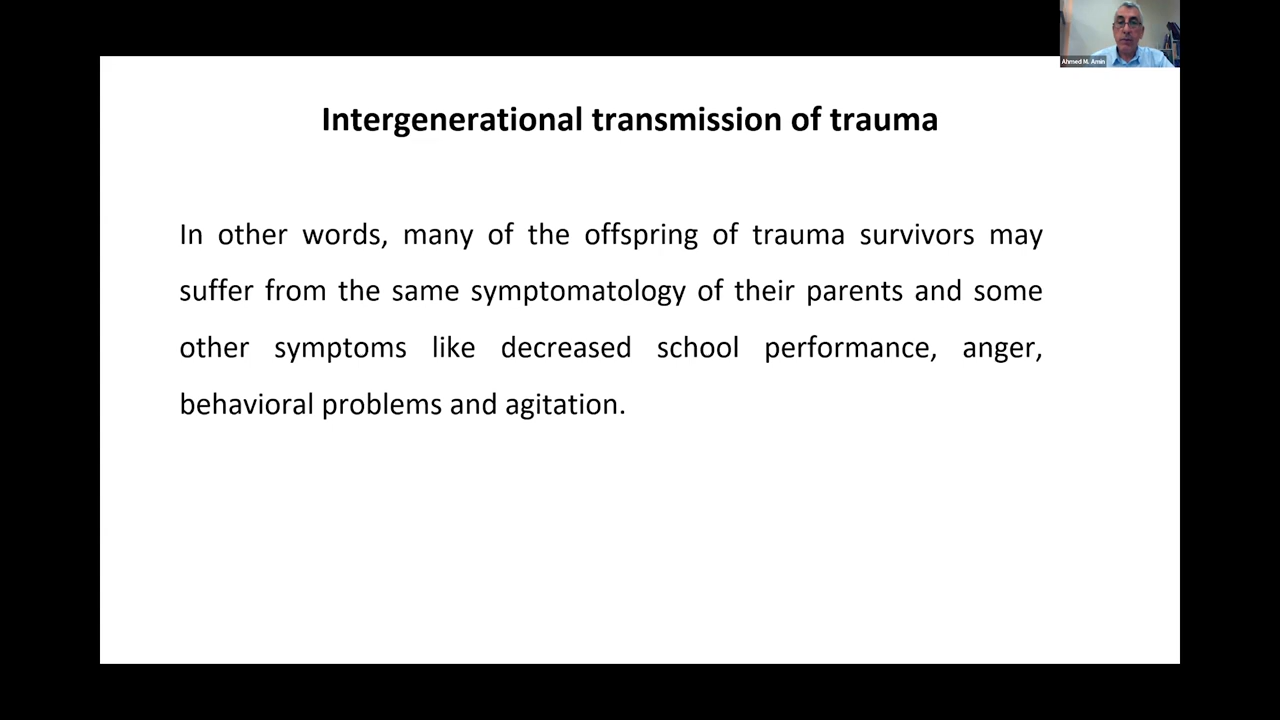 Ahmed M. Amin
Intergenerational transmission of trauma
In other words, many of the offspring of trauma survivors may
suffer from the same symptomatology of their parents and some
other symptoms like decreased school performance, anger,
behavioral problems and agitation.